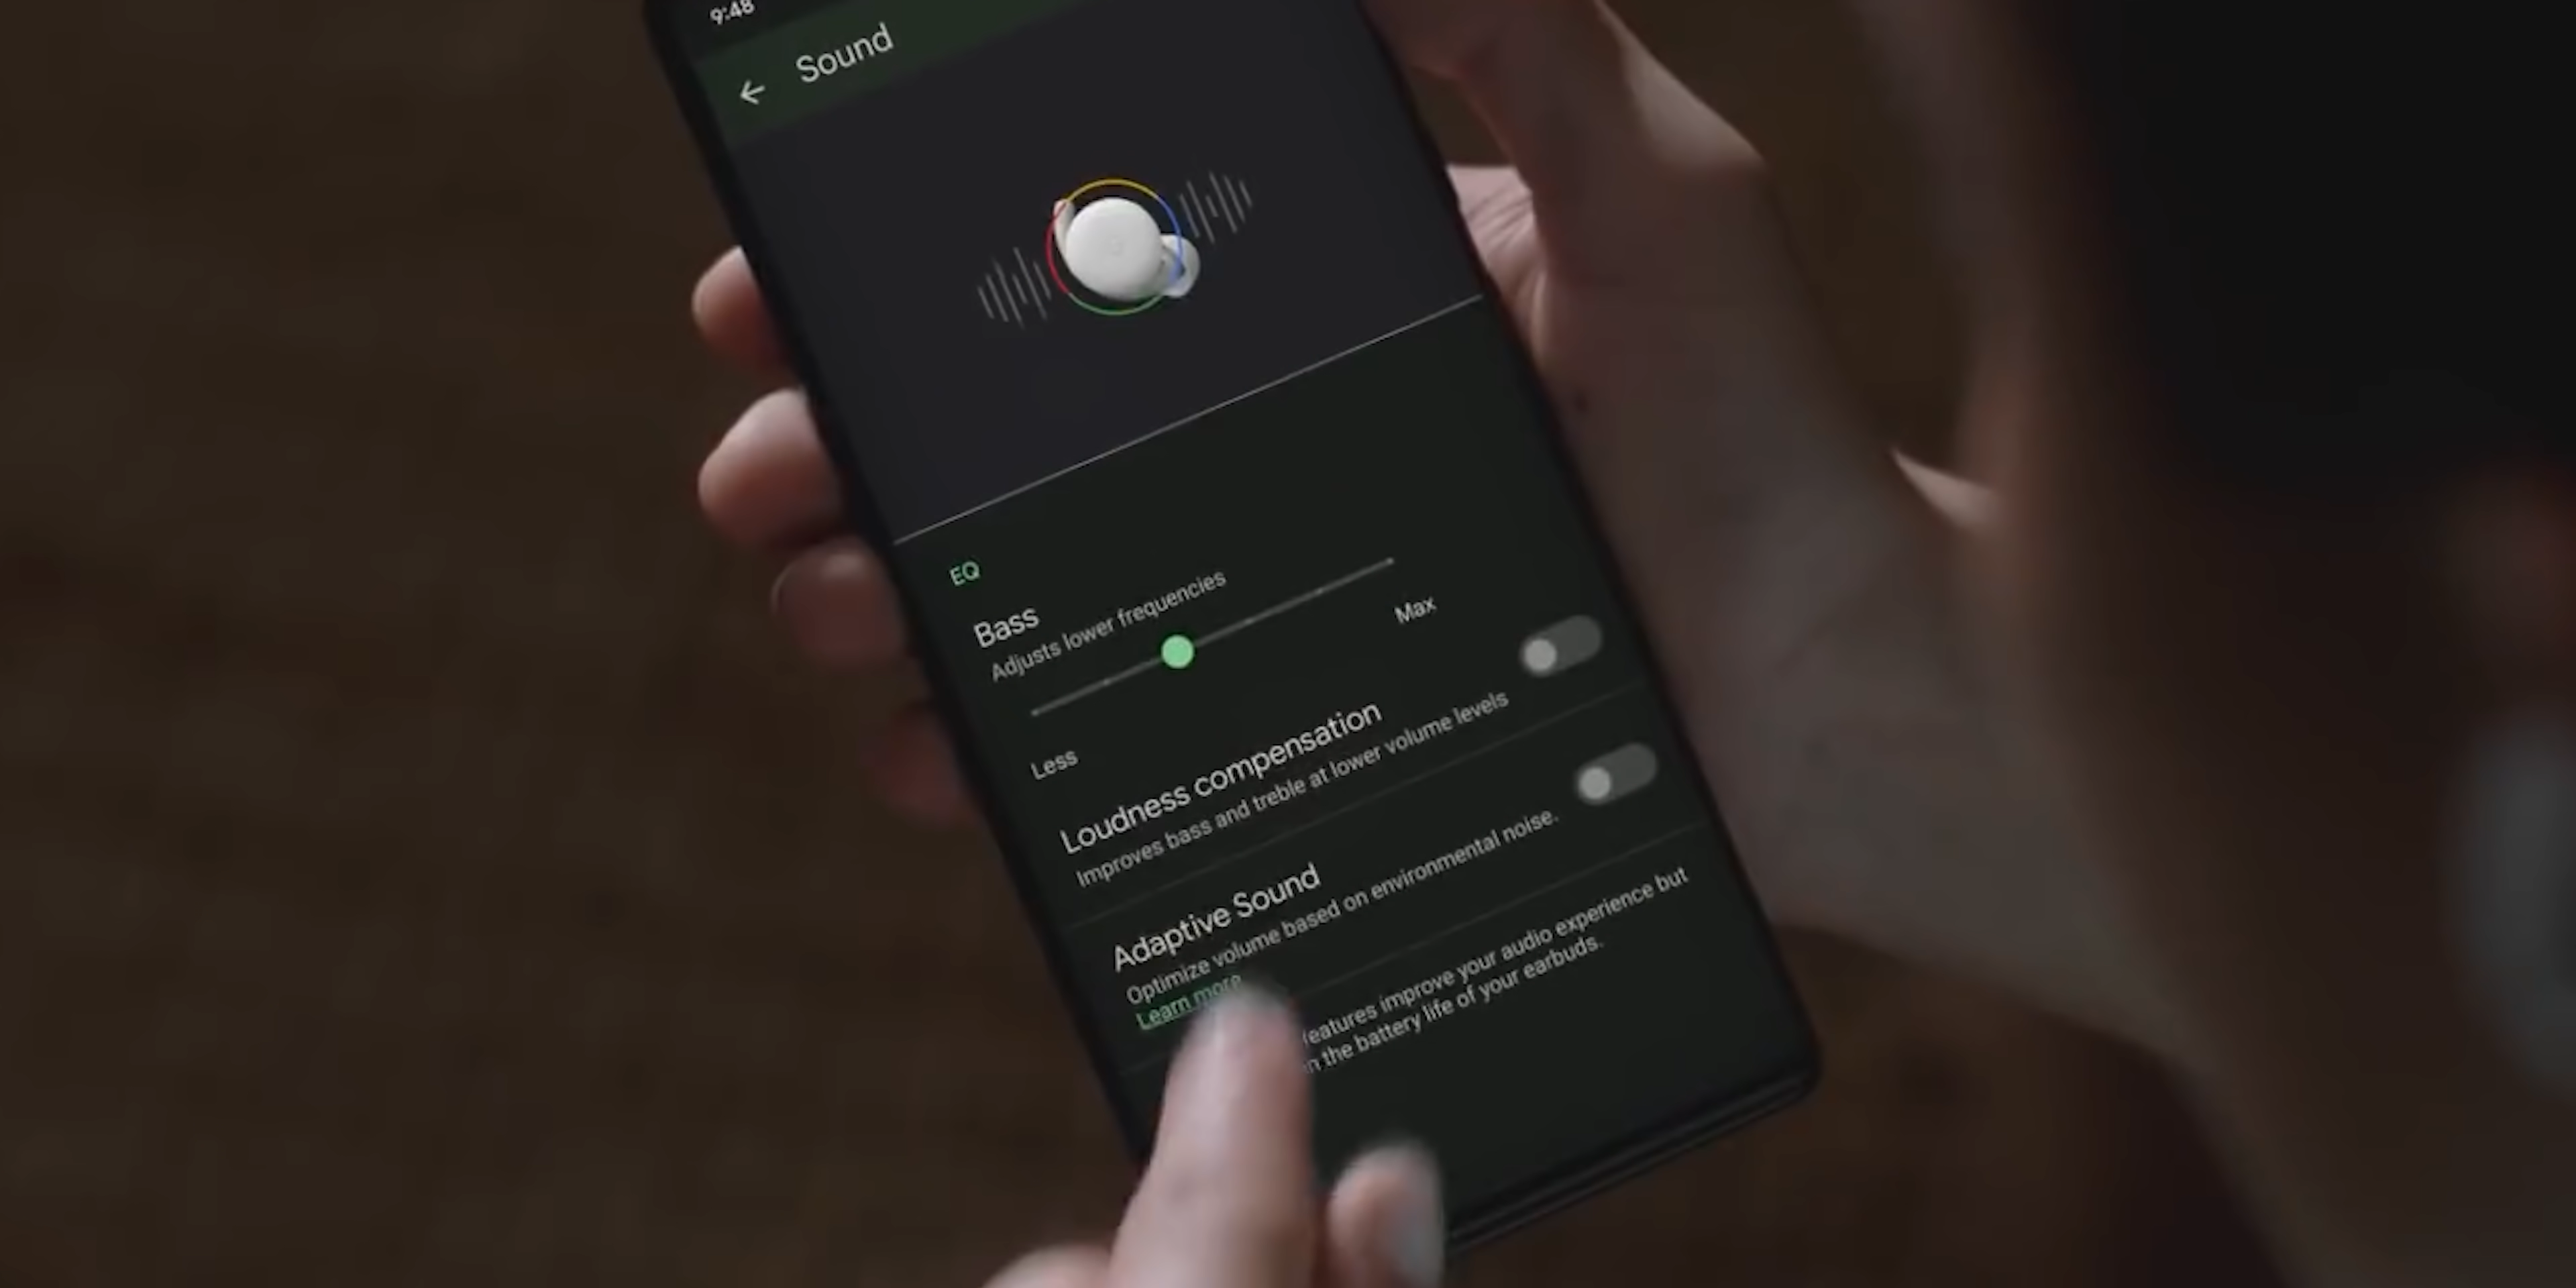 9:48
Sound
EQ
Bass
Adjusts lower frequencies
Max
Less
Loudness compensation
Improves bass and treble at lower volume levels
Adaptive Sound
Optimize volume based on environmental noise.
Learn more
features improve your audio experience but
the battery life of your earbuds.